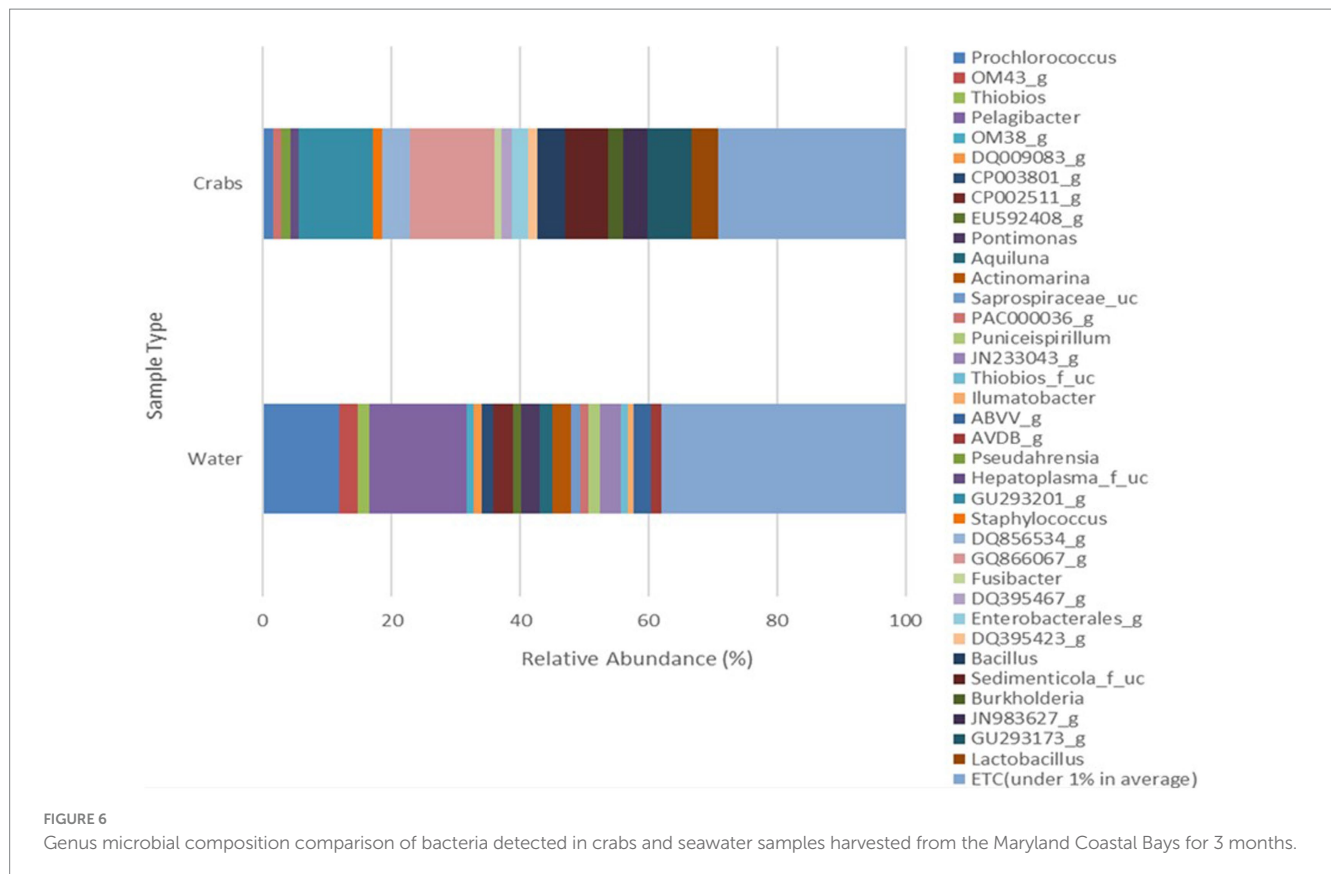 Crabs
Sample Type
Water
0 20 40 60 80 100
Relative Abundance (%)
Prochlorococcus
OM43_g
Thiobios
Pelagibacter
OM38_g
DQ009083_g
CP003801_g
CP002511_g
EU592408_g
Pontimonas
Aquiluna
Actinomarina
Saprospiraceae_uc
PAC000036_g
Puniceispirillum
JN233043_g
Thiobios_f_uc
Ilumatobacter
ABVV_g
AVDB_g
Pseudahrensia
Hepatoplasma_f_uc
GU293201_g
Staphylococcus
DQ856534_g
GQ866067_g
Fusibacter
DQ395467_g
Enterobacterales_g
DQ395423_g
Bacillus
Sedimenticola_f_uc
Burkholderia
JN983627_g
GU293173_g
Lactobacillus
ETC(under 1% in average)
FIGURE 6
Genus microbial composition comparison of bacteria detected in crabs and seawater samples harvested from the Maryland Coastal Bays for 3 months.